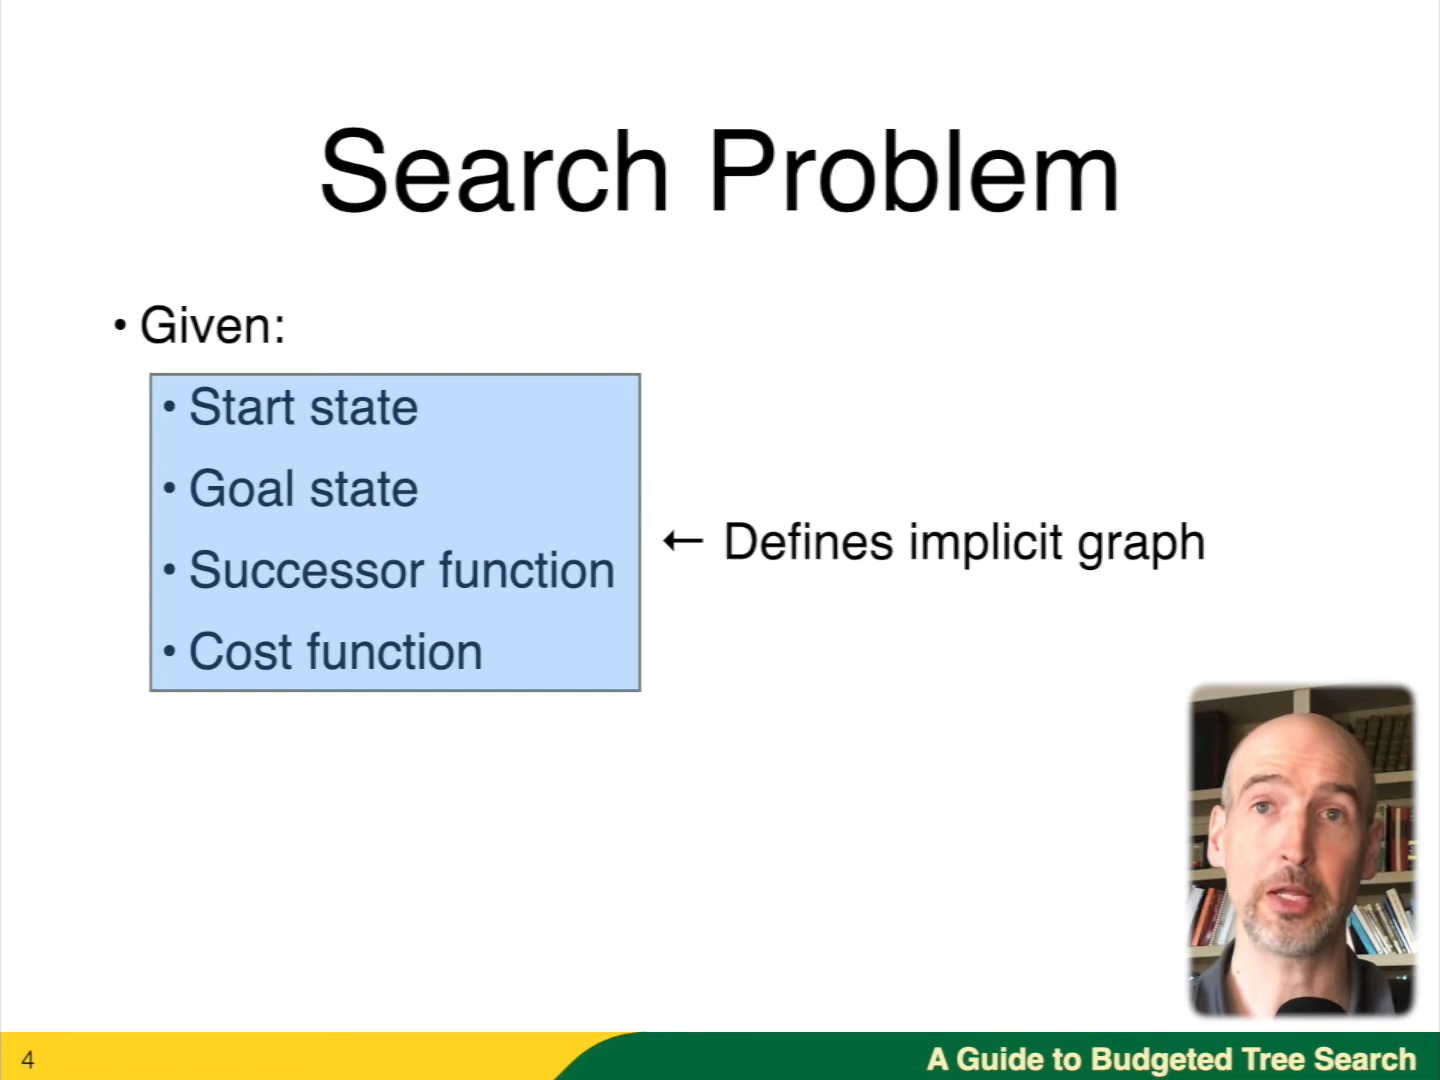 Search Problem
• Given:
• Start state
• Goal state
• Successor function
← Defines implicit graph
• Cost function
4
A Guide to Budgeted Tree Search